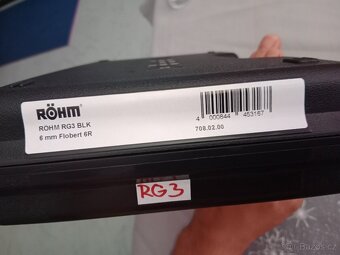 RÖHM
ROHM RG3 BLK
6 mm Flobert 6R
4 000844 453167
708.02.00
RG3